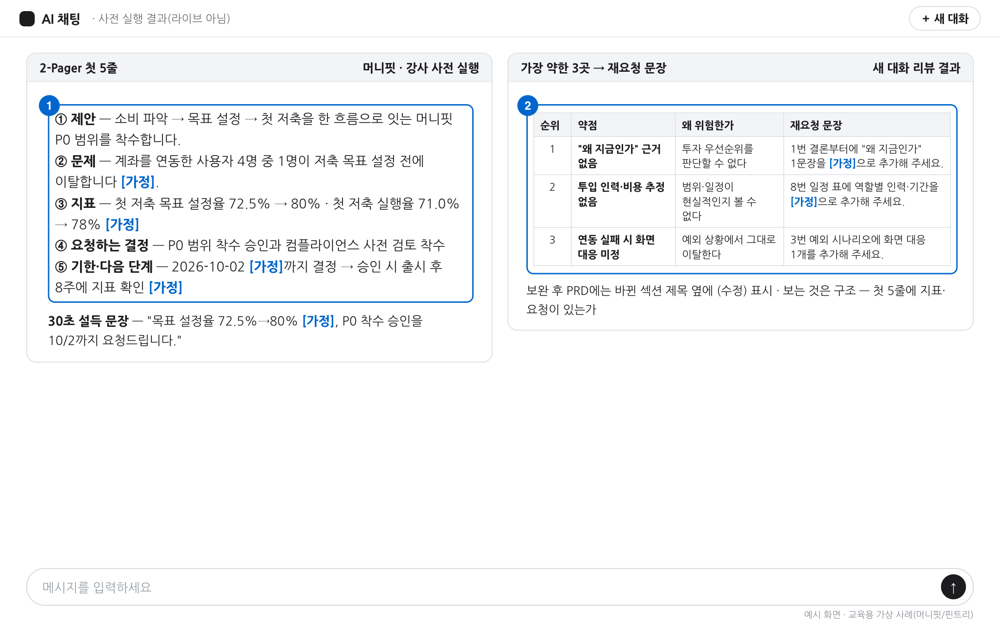 AI 채팅 · 사전 실행 결과(라이브 아님)
+ 새 대화
2-Pager 첫 5줄 머니핏 · 강사 사전 실행
1
① 제안 — 소비 파악 → 목표 설정 → 첫 저축을 한 흐름으로 잇는 머니핏
P0 범위를 착수합니다.
② 문제 — 계좌를 연동한 사용자 4명 중 1명이 저축 목표 설정 전에
이탈합니다 [가정].
③ 지표 — 첫 저축 목표 설정율 72.5% → 80% · 첫 저축 실행율 71.0%
→ 78% [가정]
④ 요청하는 결정 — P0 범위 착수 승인과 컴플라이언스 사전 검토 착수
⑤ 기한·다음 단계 — 2026-10-02 [가정]까지 결정 → 승인 시 출시 후
8주에 지표 확인 [가정]
30초 설득 문장 — "목표 설정율 72.5%→80% [가정], P0 착수 승인을
10/2까지 요청드립니다."
가장 약한 3곳 → 재요청 문장 새 대화 리뷰 결과
2
순위 약점 왜 위험한가 재요청 문장
1 "왜 지금인가" 근거 투자 우선순위를 1번 결론부터에 "왜 지금인가"
없음 판단할 수 없다 1문장을 [가정]으로 추가해 주세요.
2 투입 인력·비용 추정 범위·일정이 8번 일정 표에 역할별 인력·기간을
없음 현실적인지 볼 수 [가정]으로 추가해 주세요.
없다
3 연동 실패 시 화면 예외 상황에서 그대로 3번 예외 시나리오에 화면 대응
대응 미정 이탈한다 1개를 추가해 주세요.
보완 후 PRD에는 바뀐 섹션 제목 옆에 (수정) 표시 · 보는 것은 구조 — 첫 5줄에 지표·
요청이 있는가
메시지를 입력하세요
↑
예시 화면 · 교육용 가상 사례(머니핏/핀트리)